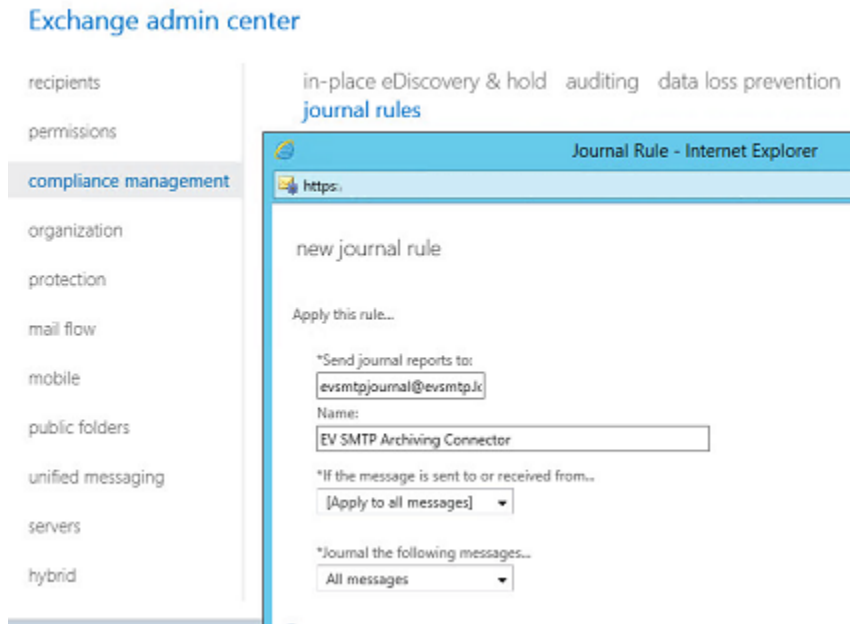 Exchange admin center
recipients
permissions
compliance management
organization
protection
mail flow
mobile
public folders
unified messaging
servers
hybrid
in-place eDiscovery & hold auditing data loss prevention
journal rules
Journal Rule - Internet Explorer
https:
new journal rule
Apply this rule...
*Send journal reports to:
evsmtpjournal@evsmtp.lo
Name:
EV SMTP Archiving Connector
*If the message is sent to or received from...
[Apply to all messages]
*Journal the following messages...
All messages